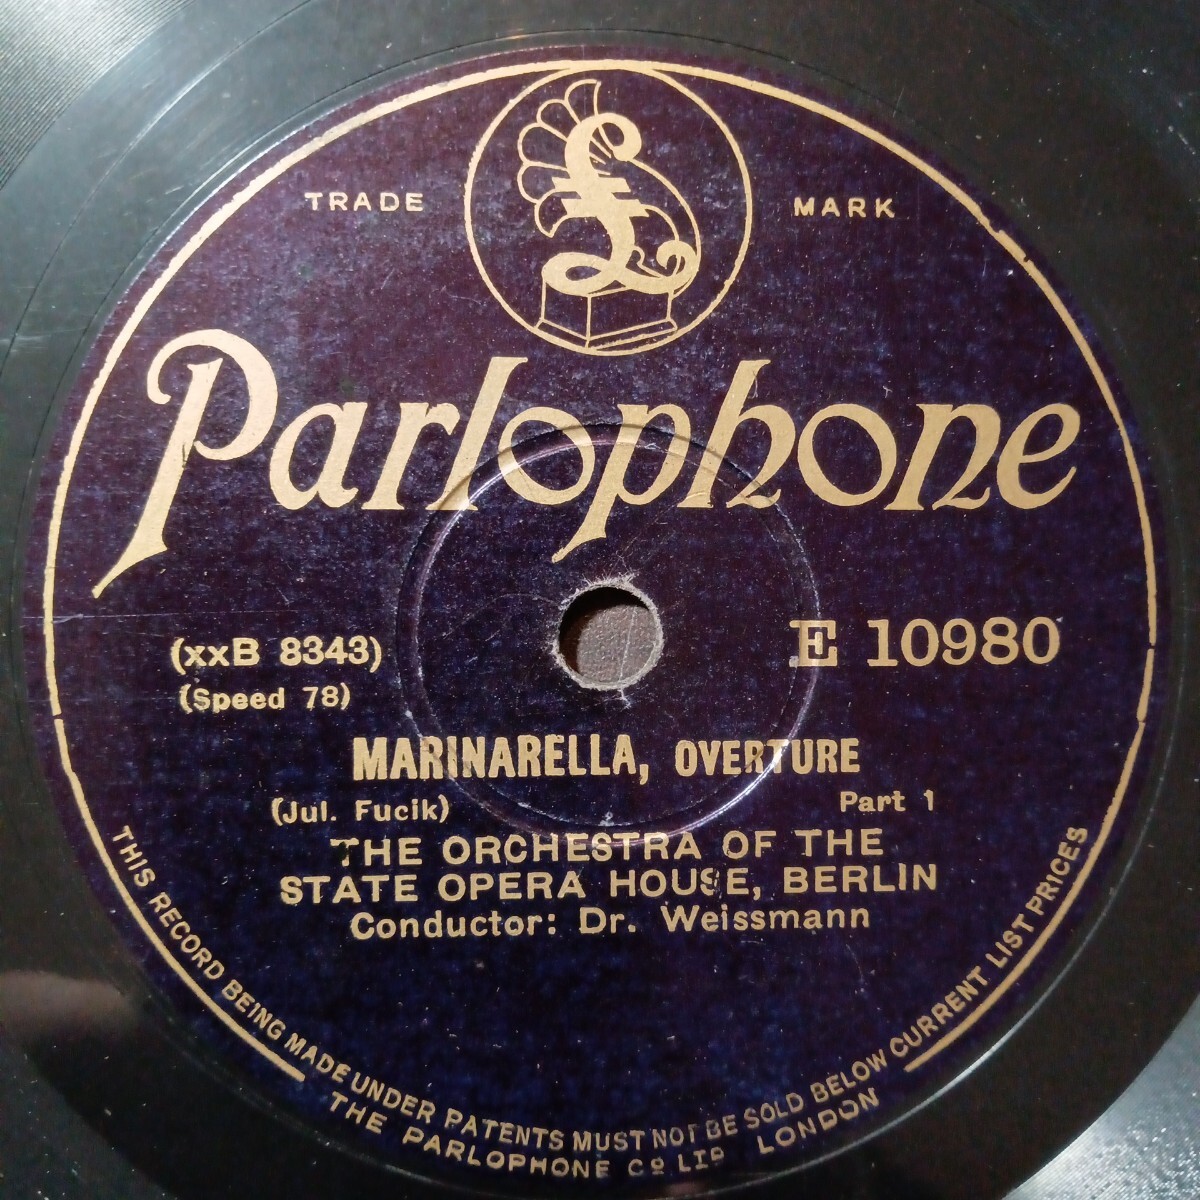 TRADE MARK
£
Parlophone
(xxB 8343)
E 10980
(Speed 78)
MARINARELLA, OVERTURE
(Jul. Fucik) Part 1
THE ORCHESTRA OF THE
STATE OPERA HOUSE, BERLIN
Conductor: Dr. Weissmann
THIS RECORD BEING MADE UNDER PATENTS MUST NOT BE SOLD BELOW CURRENT LIST PRICES
THE PARLOPHONE CO LTD LONDON